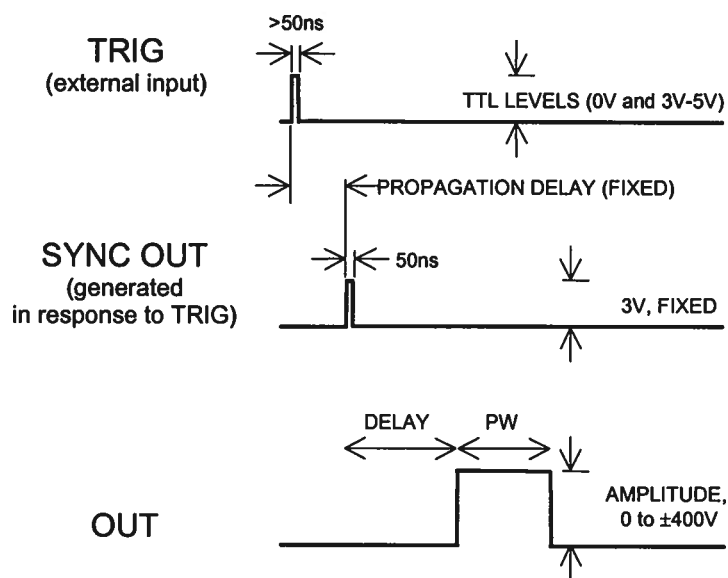 >50ns
TRIG
(external input)
TTL LEVELS (0V and 3V-5V)
PROPAGATION DELAY (FIXED)
SYNC OUT
(generated
in response to TRIG)
50ns
3V, FIXED
DELAY
PW
OUT
AMPLITUDE,
0 to ±400V